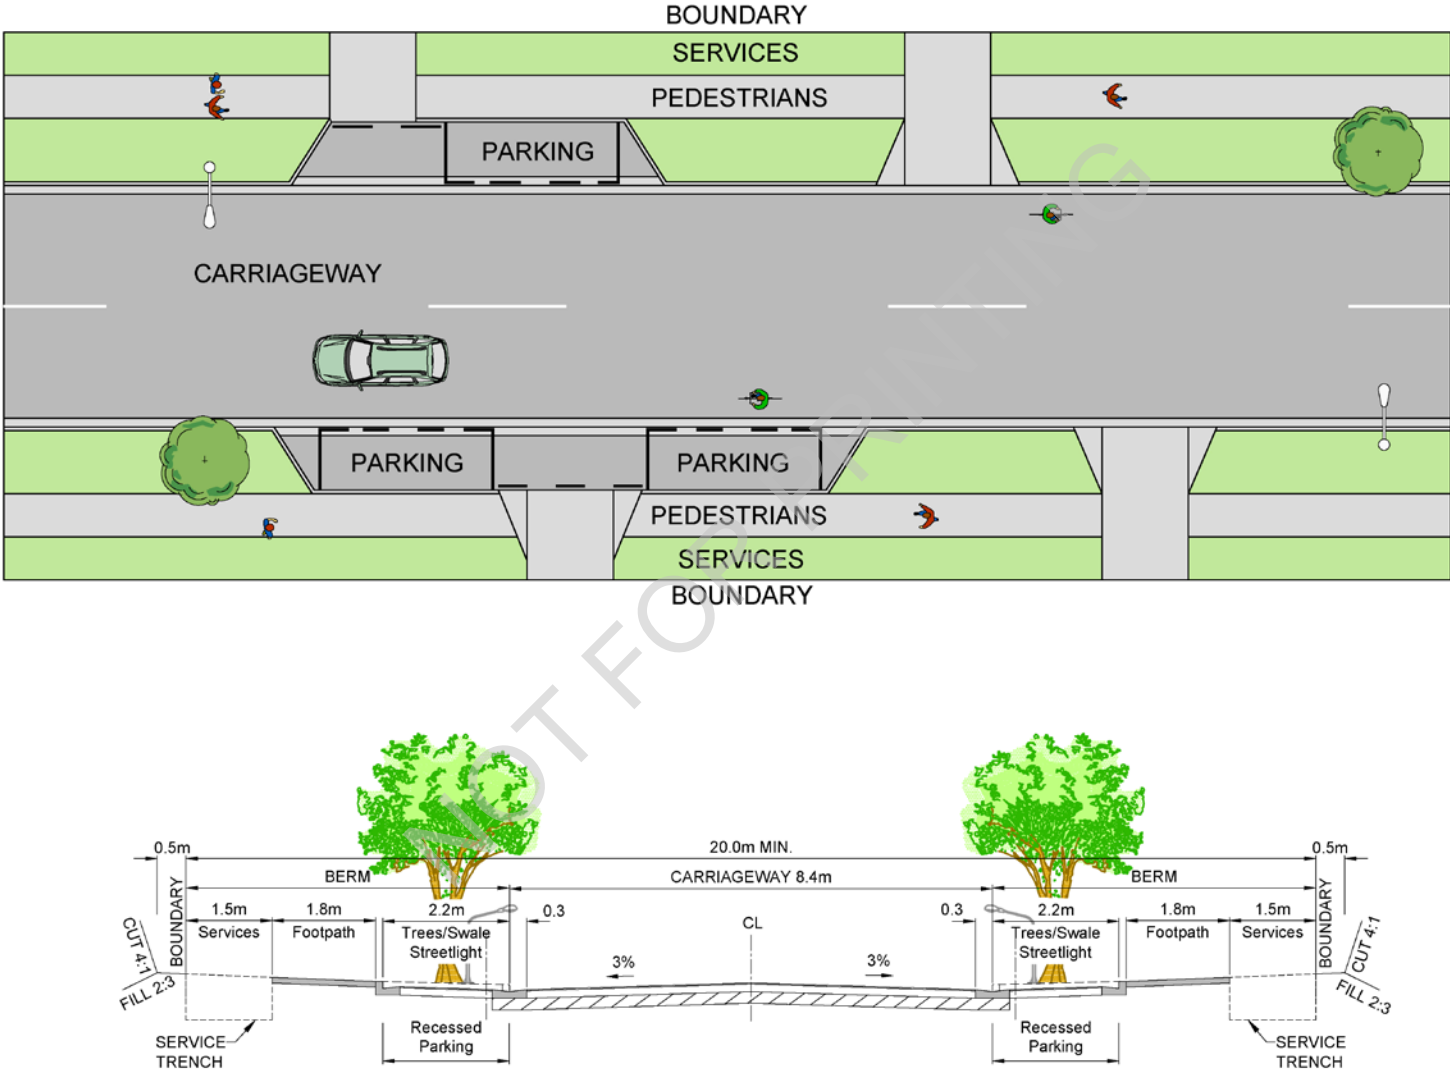 BOUNDARY
SERVICES
PEDESTRIANS
PARKING
CARRIAGEWAY
PARKING
PARKING
PEDESTRIANS
SERVICES
BOUNDARY
NOT FOR PRINTING
0.5m
20.0m MIN.
0.5m
BERM
CARRIAGEWAY 8.4m
BERM
1.5m
1.8m
2.2m
0.3
0.3
2.2m
1.8m
1.5m
BOUNDARY
Services
Footpath
Trees/Swale
Streetlight
CL
Trees/Swale
Streetlight
Footpath
Services
BOUNDARY
CUT 4:1
FILL 2:3
3%
3%
CUT 4:1
FILL 2:3
SERVICE
TRENCH
Recessed
Parking
Recessed
Parking
SERVICE
TRENCH